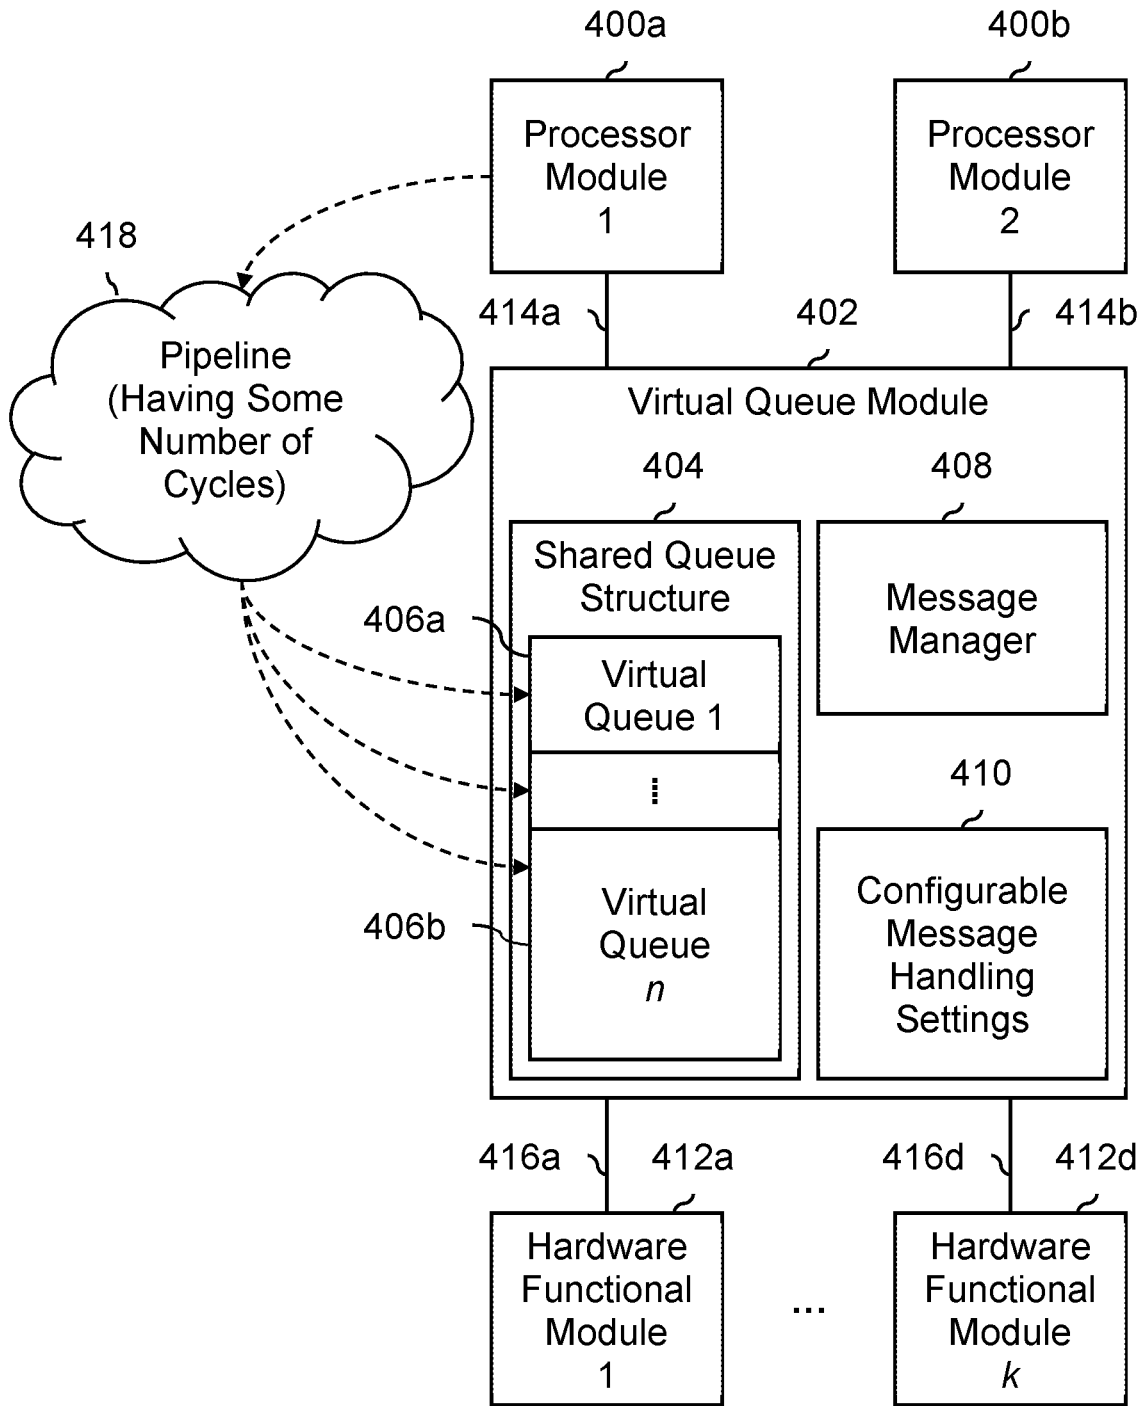 400a
400b
Processor
Module
1
Processor
Module
2
418
414a
402
414b
Pipeline
(Having Some
Number of
Cycles)
Virtual Queue Module
404
408
Shared Queue
Structure
Message
Manager
406a
Virtual
Queue 1
410
406b
Virtual
Queue
n
Configurable
Message
Handling
Settings
416a
412a
416d
412d
Hardware
Functional
Module
1
...
Hardware
Functional
Module
k